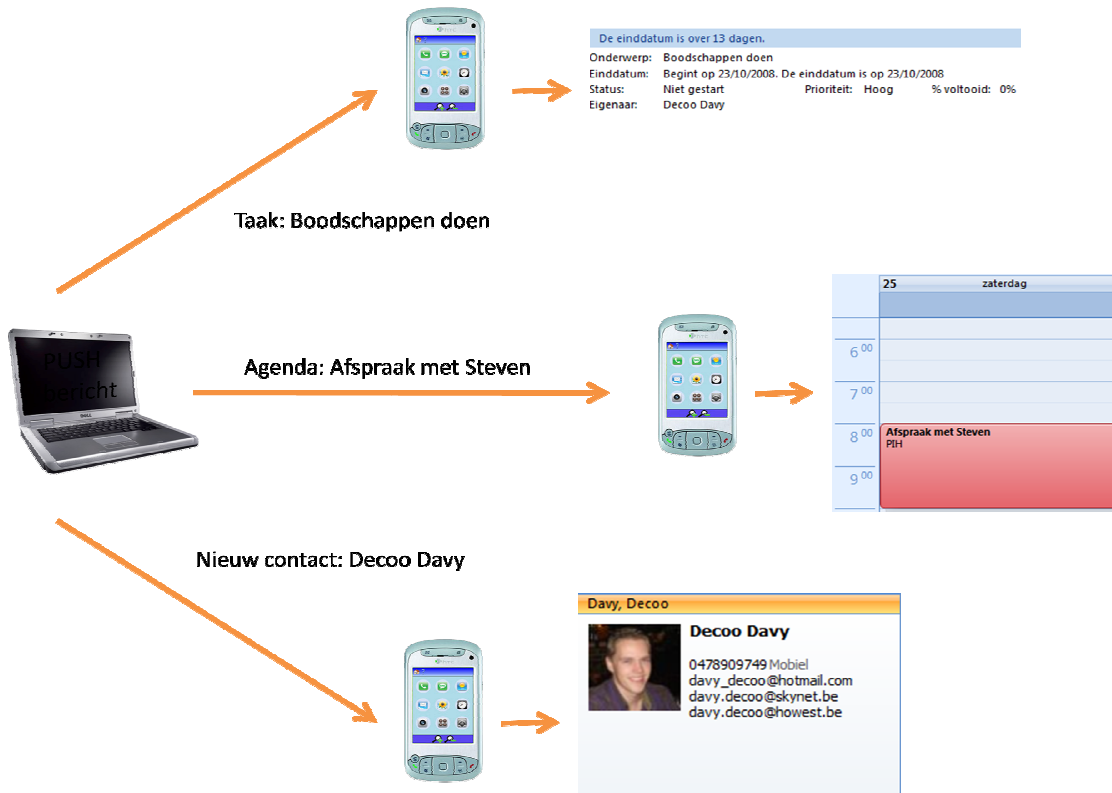 De einddatum is over 13 dagen.
Onderwerp: Boodschappen doen
Einddatum: Begint op 23/10/2008. De einddatum is op 23/10/2008
Status: Niet gestart Prioriteit: Hoog % voltooid: 0%
Eigenaar: Decoo Davy
Taak: Boodschappen doen
PUSH
bericht
DELL
Agenda: Afspraak met Steven
25 zaterdag
6 00
7 00
8 00
Afspraak met Steven
PIH
9 00
Nieuw contact: Decoo Davy
Davy, Decoo
Decoo Davy
0478909749 Mobiel
davy_decoo@hotmail.com
davy.decoo@skynet.be
davy.decoo@howest.be